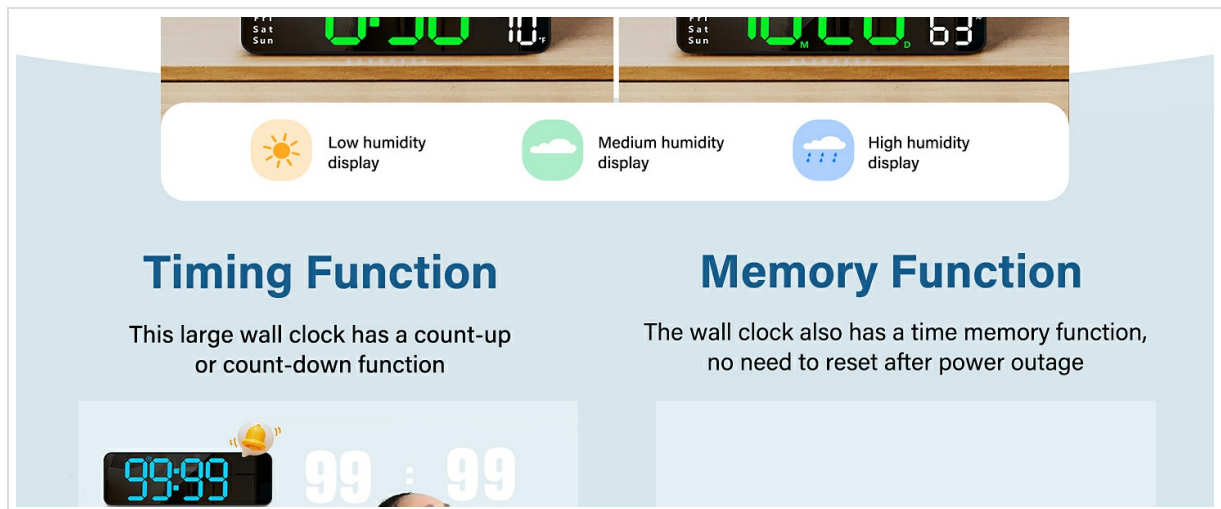 Fri
Sat
Sun
°F
Sat
Sun
M
D
63
Low humidity
display
Medium humidity
display
High humidity
display
Timing Function
Memory Function
This large wall clock has a count-up
or count-down function
The wall clock also has a time memory function,
no need to reset after power outage
99:99
99 : 99